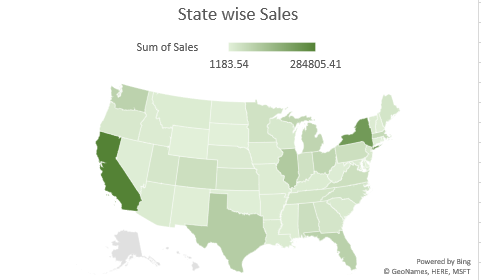 State wise Sales
Sum of Sales
1183.54 284805.41
Powered by Bing
© GeoNames, HERE, MSFT